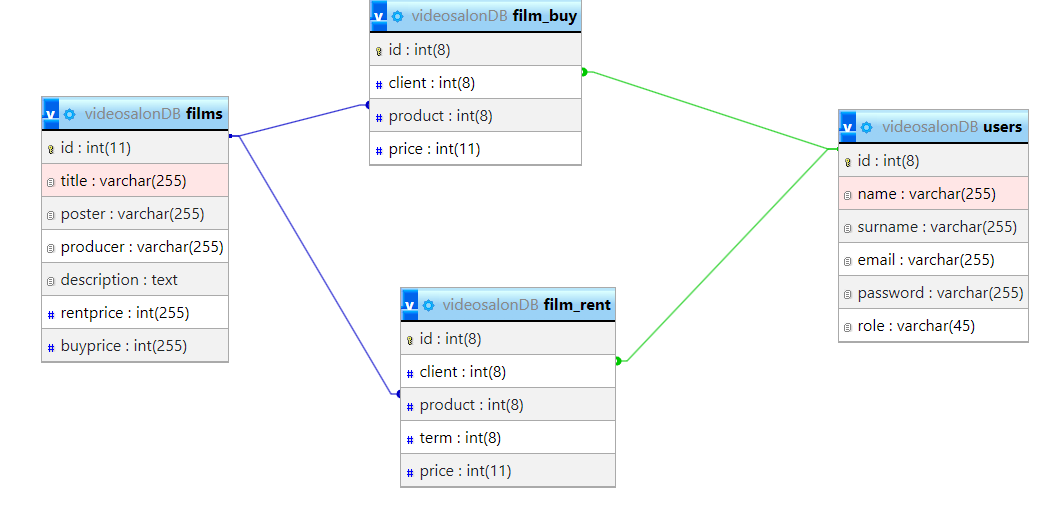 v videosalonDB film_buy
id : int(8)
# client : int(8)
# product : int(8)
# price : int(11)
v videosalonDB films
id : int(11)
title : varchar(255)
poster : varchar(255)
producer : varchar(255)
description : text
# rentprice : int(255)
# buyprice : int(255)
v videosalonDB users
id : int(8)
name : varchar(255)
surname : varchar(255)
email : varchar(255)
password : varchar(255)
role : varchar(45)
v videosalonDB film_rent
id : int(8)
# client : int(8)
# product : int(8)
# term : int(8)
# price : int(11)